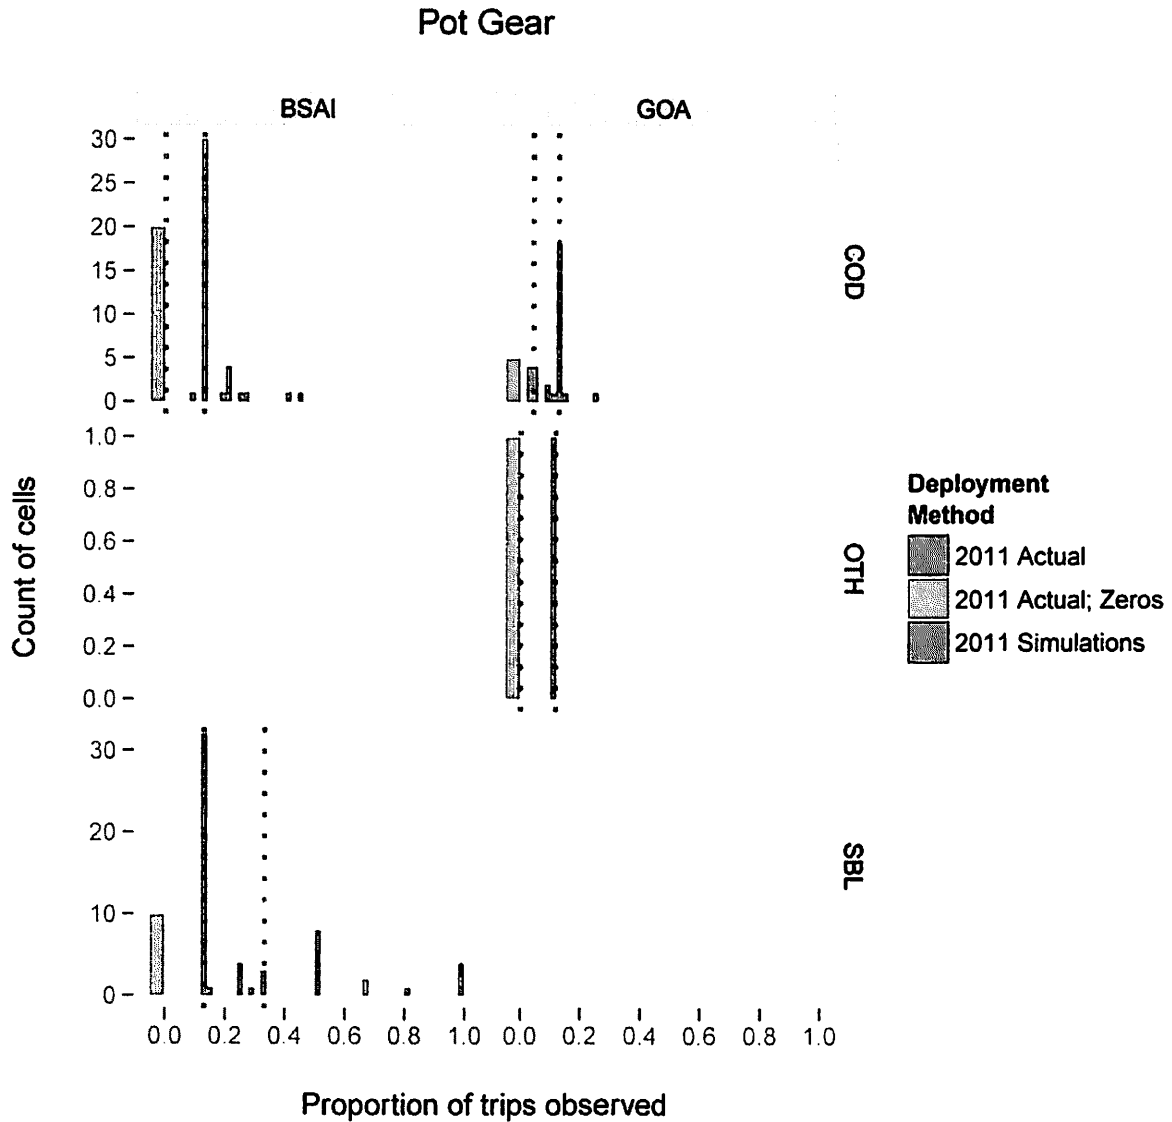 Pot Gear
BSAI
GOA
30
25
20
15
10
5
0
COD
1.0
0.8
0.6
0.4
0.2
0.0
OTH
30
20
10
0
SBL
0.0 0.2 0.4 0.6 0.8 1.0
0.0 0.2 0.4 0.6 0.8 1.0
Count of cells
Proportion of trips observed
Deployment
Method
2011 Actual
2011 Actual; Zeros
2011 Simulations